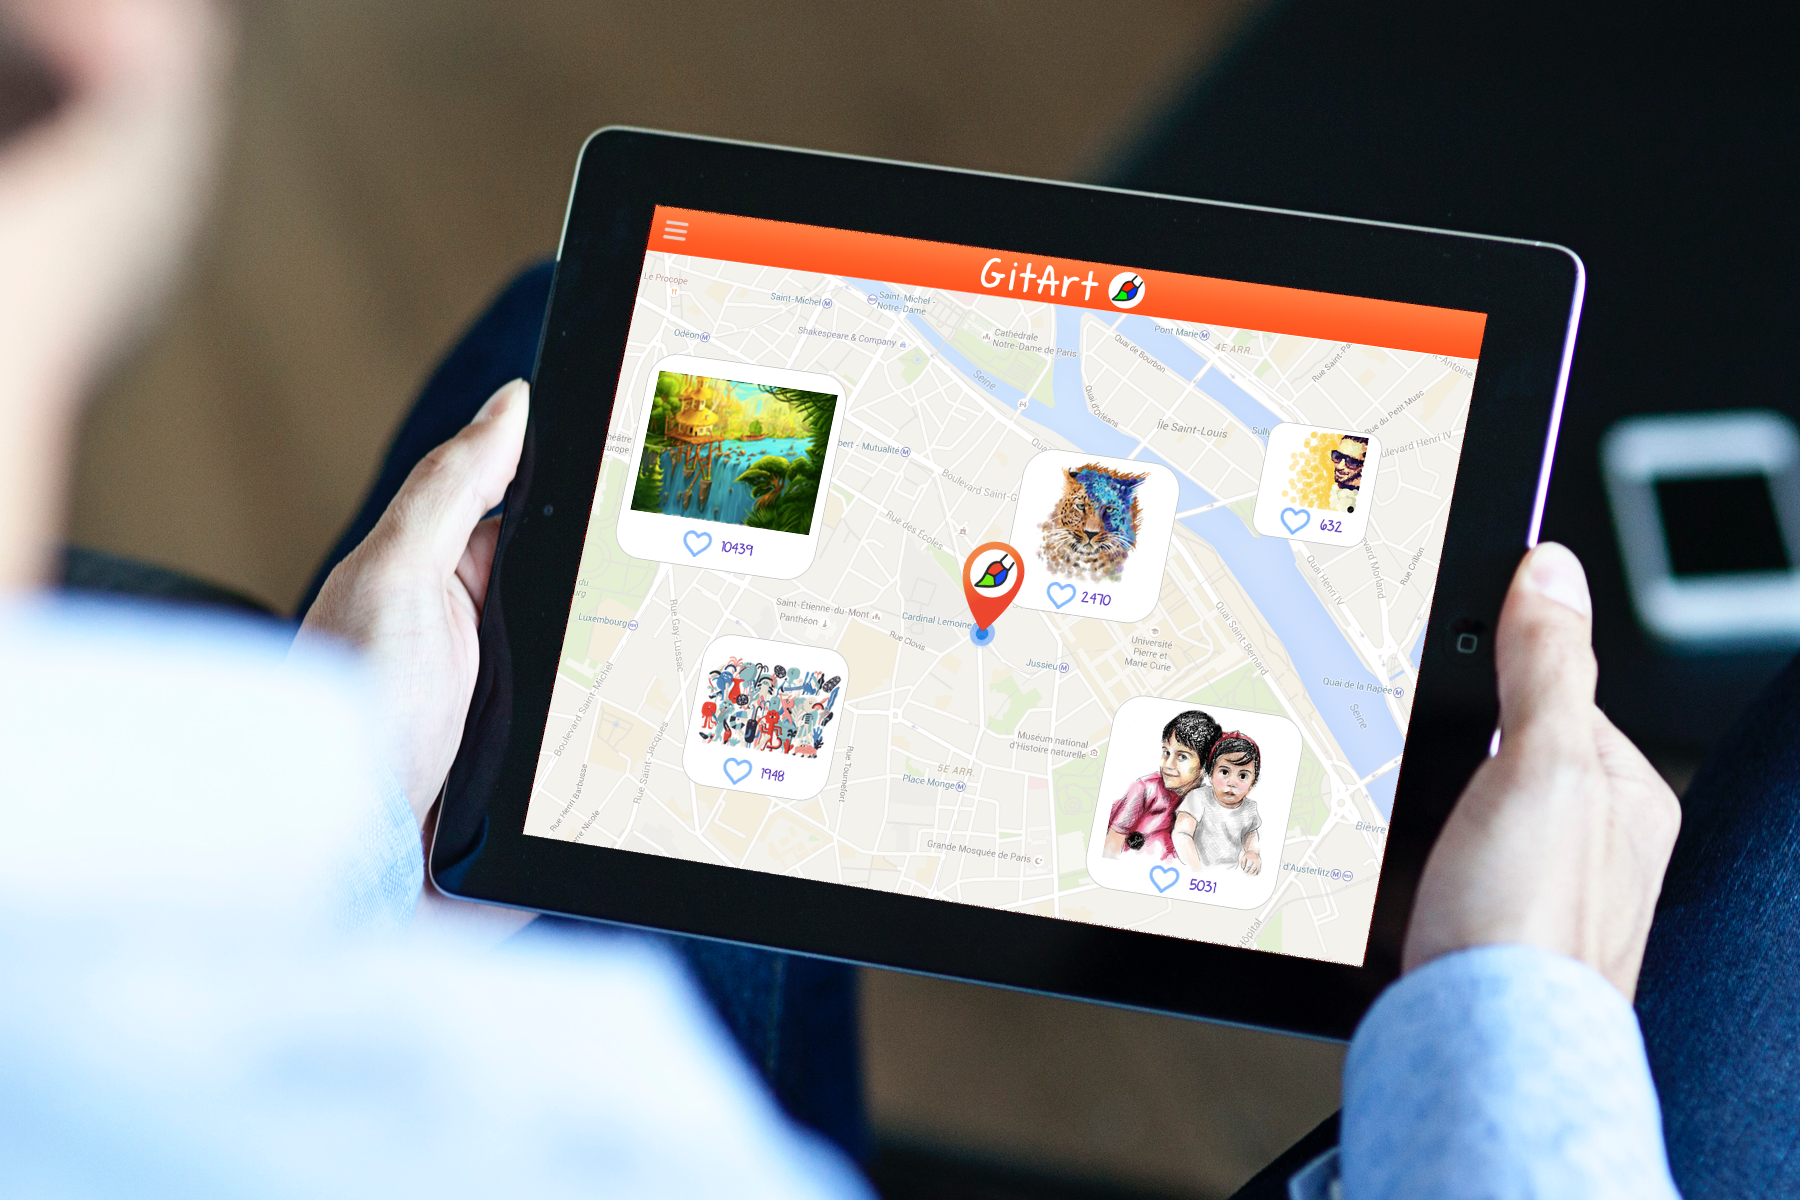 GitArt
Le Procope
Saint-Michel M
Saint-Michel -
Notre-Dame
Odéon M
Shakespeare & Company
Cathédrale
Notre-Dame de Paris
Pont Marie M
4E ARR.
Quai de Bourbon
Rue Saint-
-Antoine
Seine
Quai d'Orléans
Île Saint-Louis
Sully
Rue du Petit Musc
Boulevard Henri IV
Théâtre
Europe
bert - Mutualité M
Boulevard Saint-G
Rue des Écoles
10439
2470
632
Quai Henri IV
Morland
Rue Crillon
Luxembourg
Rue Gay-Lussac
Saint-Étienne-du-Mont
Panthéon
Cardinal Lemoine
Rue Clovis
Jussieu M
Université
Pierre et
Marie Curie
Quai Saint-Bernard
Quai de la Rapée M
Seine
Boulevard Saint-Michel
Rue Saint-Jacques
1948
Rue Tournefort
5E ARR.
Place Monge M
Muséum national
d'Histoire naturelle
Rue Henri Barbusse
rre Nicole
Grande Mosquée de Paris
5031
Bièvre
d'Austerlitz M
Hôpital